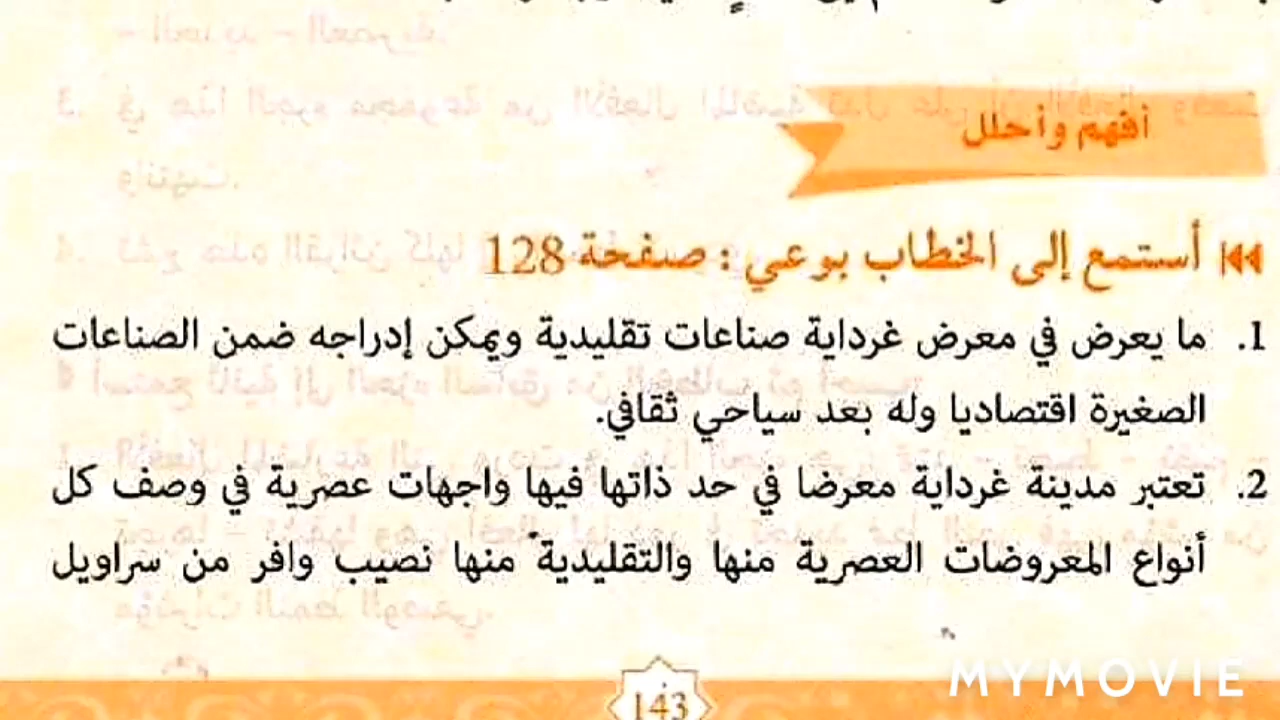 أفهم وأحلل
أستمع إلى الخطاب بوعي : صفحة 128
1. ما يعرض في معرض غرداية صناعات تقليدية ويمكن إدراجه ضمن الصناعات
الصغيرة اقتصاديا وله بعد سياحي ثقافي.
2. تعتبر مدينة غرداية معرضا في حد ذاتها فيها واجهات عصرية في وصف كل
أنواع المعروضات العصرية منها والتقليدية منها نصيب وافر من سراويل
143
MYMOVIE